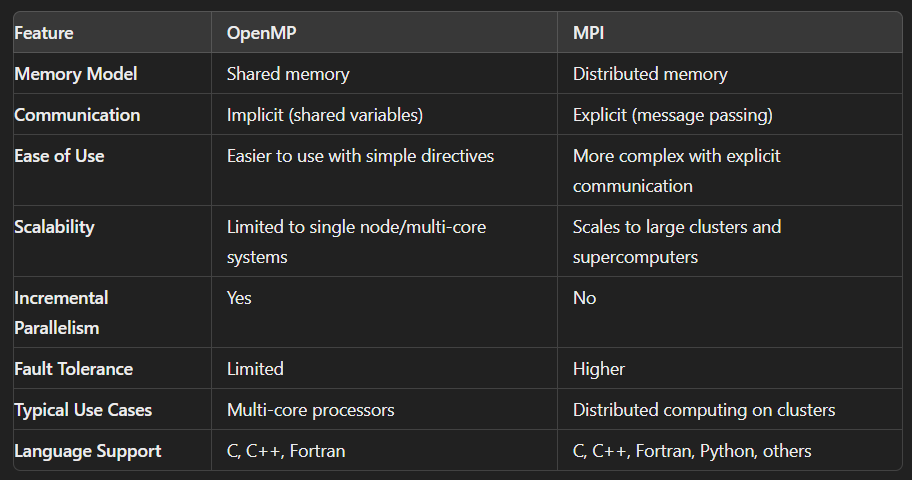 Feature OpenMP MPI
Memory Model Shared memory Distributed memory
Communication Implicit (shared variables) Explicit (message passing)
Ease of Use Easier to use with simple directives More complex with explicit
communication
Scalability Limited to single node/multi-core Scales to large clusters and
systems supercomputers
Incremental Yes No
Parallelism
Fault Tolerance Limited Higher
Typical Use Cases Multi-core processors Distributed computing on clusters
Language Support C, C++, Fortran C, C++, Fortran, Python, others